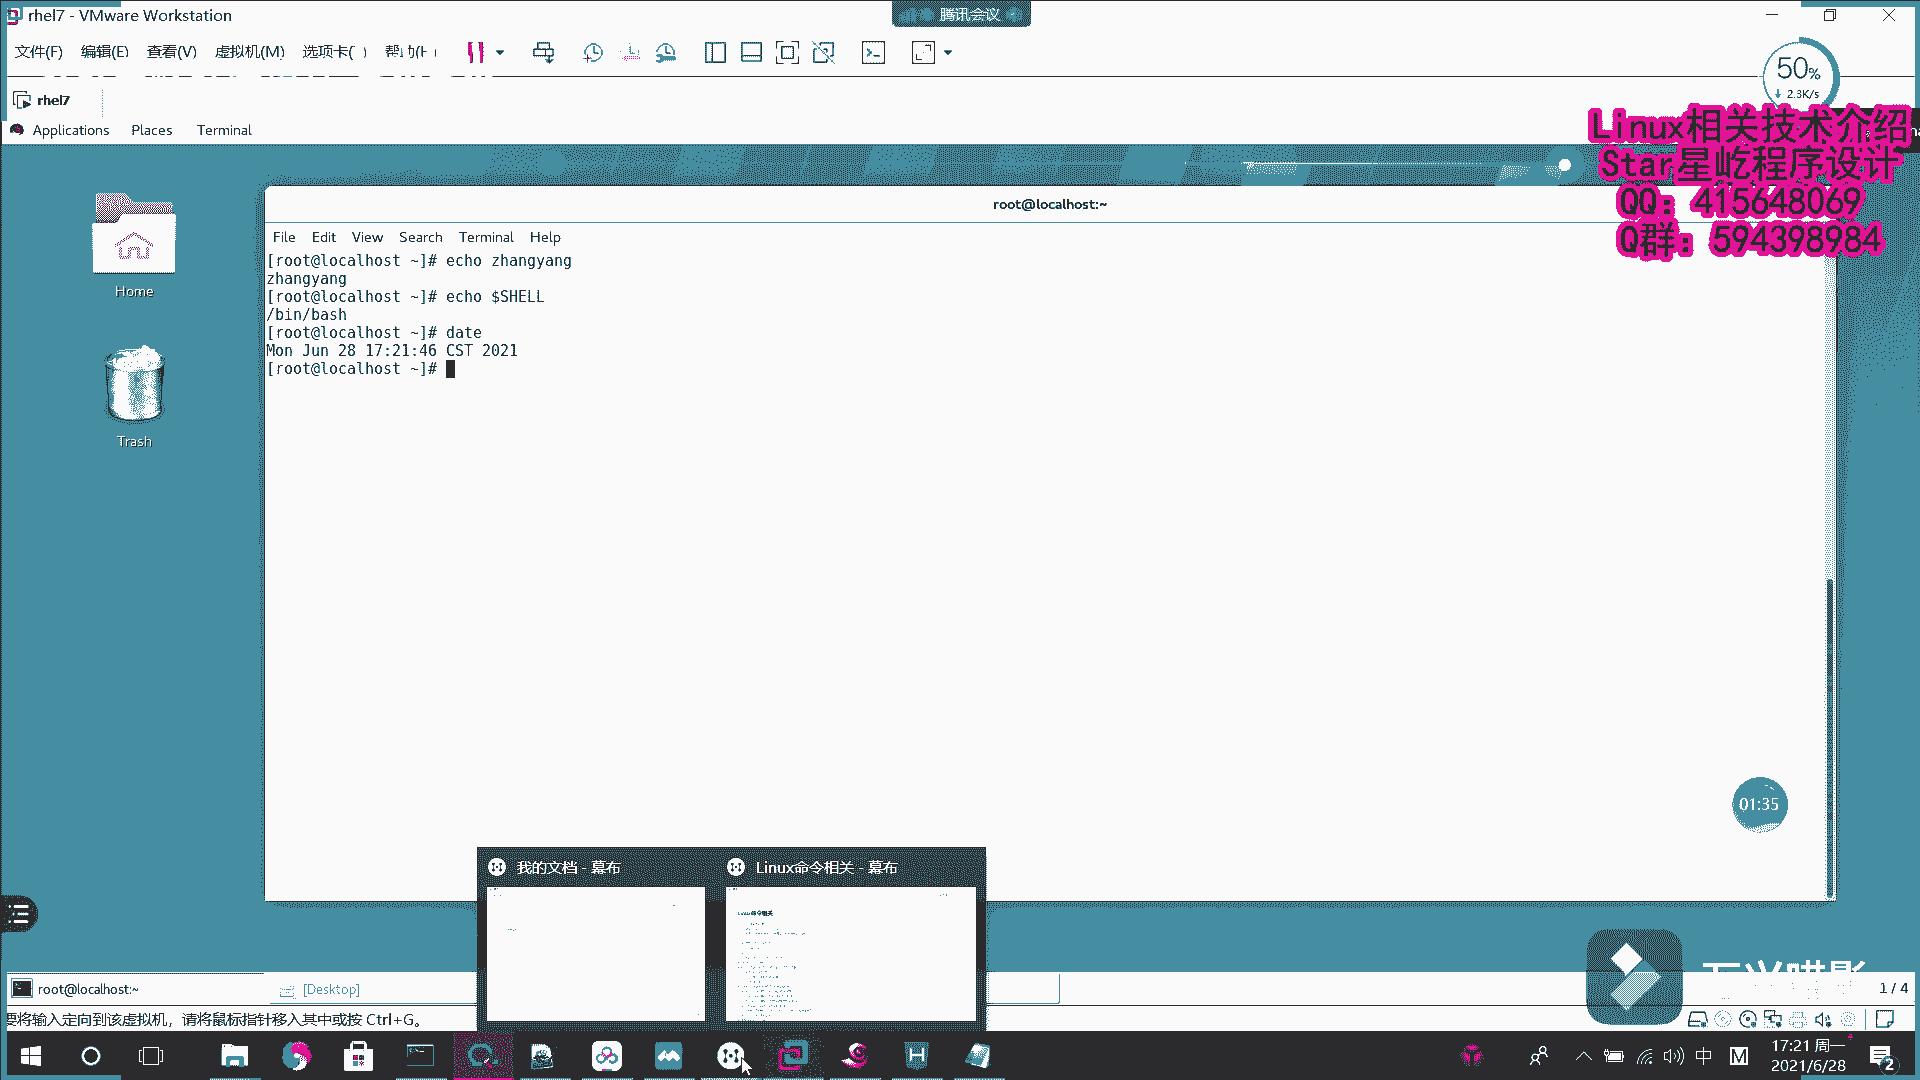 rhel7 - VMware Workstation
腾讯会议
文件(F) 编辑(E) 查看(V) 虚拟机(M) 选项卡( ) 帮助(H
50%
2.3K/s
rhel7
Applications Places Terminal
Linux相关技术介绍
Star星屹程序设计
QQ: 415648069
Q群: 594398984
root@localhost:~
File Edit View Search Terminal Help
[root@localhost ~]# echo zhangyang
zhangyang
[root@localhost ~]# echo $SHELL
/bin/bash
[root@localhost ~]# date
Mon Jun 28 17:21:46 CST 2021
[root@localhost ~]#
Home
Trash
01:35
我的文档 - 幕布
Linux命令相关 - 幕布
root@localhost:~
[Desktop]
1 / 4
要将输入定向到该虚拟机，请将鼠标指针移入其中或按 Ctrl+G。
中 M
17:21 周一
2021/6/28
2